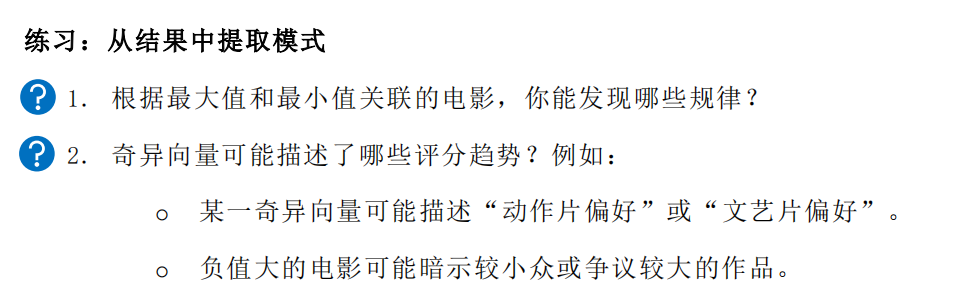 练习：从结果中提取模式
? 1. 根据最大值和最小值关联的电影，你能发现哪些规律？
? 2. 奇异向量可能描述了哪些评分趋势？例如：
o 某一奇异向量可能描述“动作片偏好”或“文艺片偏好”。
o 负值大的电影可能暗示较小众或争议较大的作品。